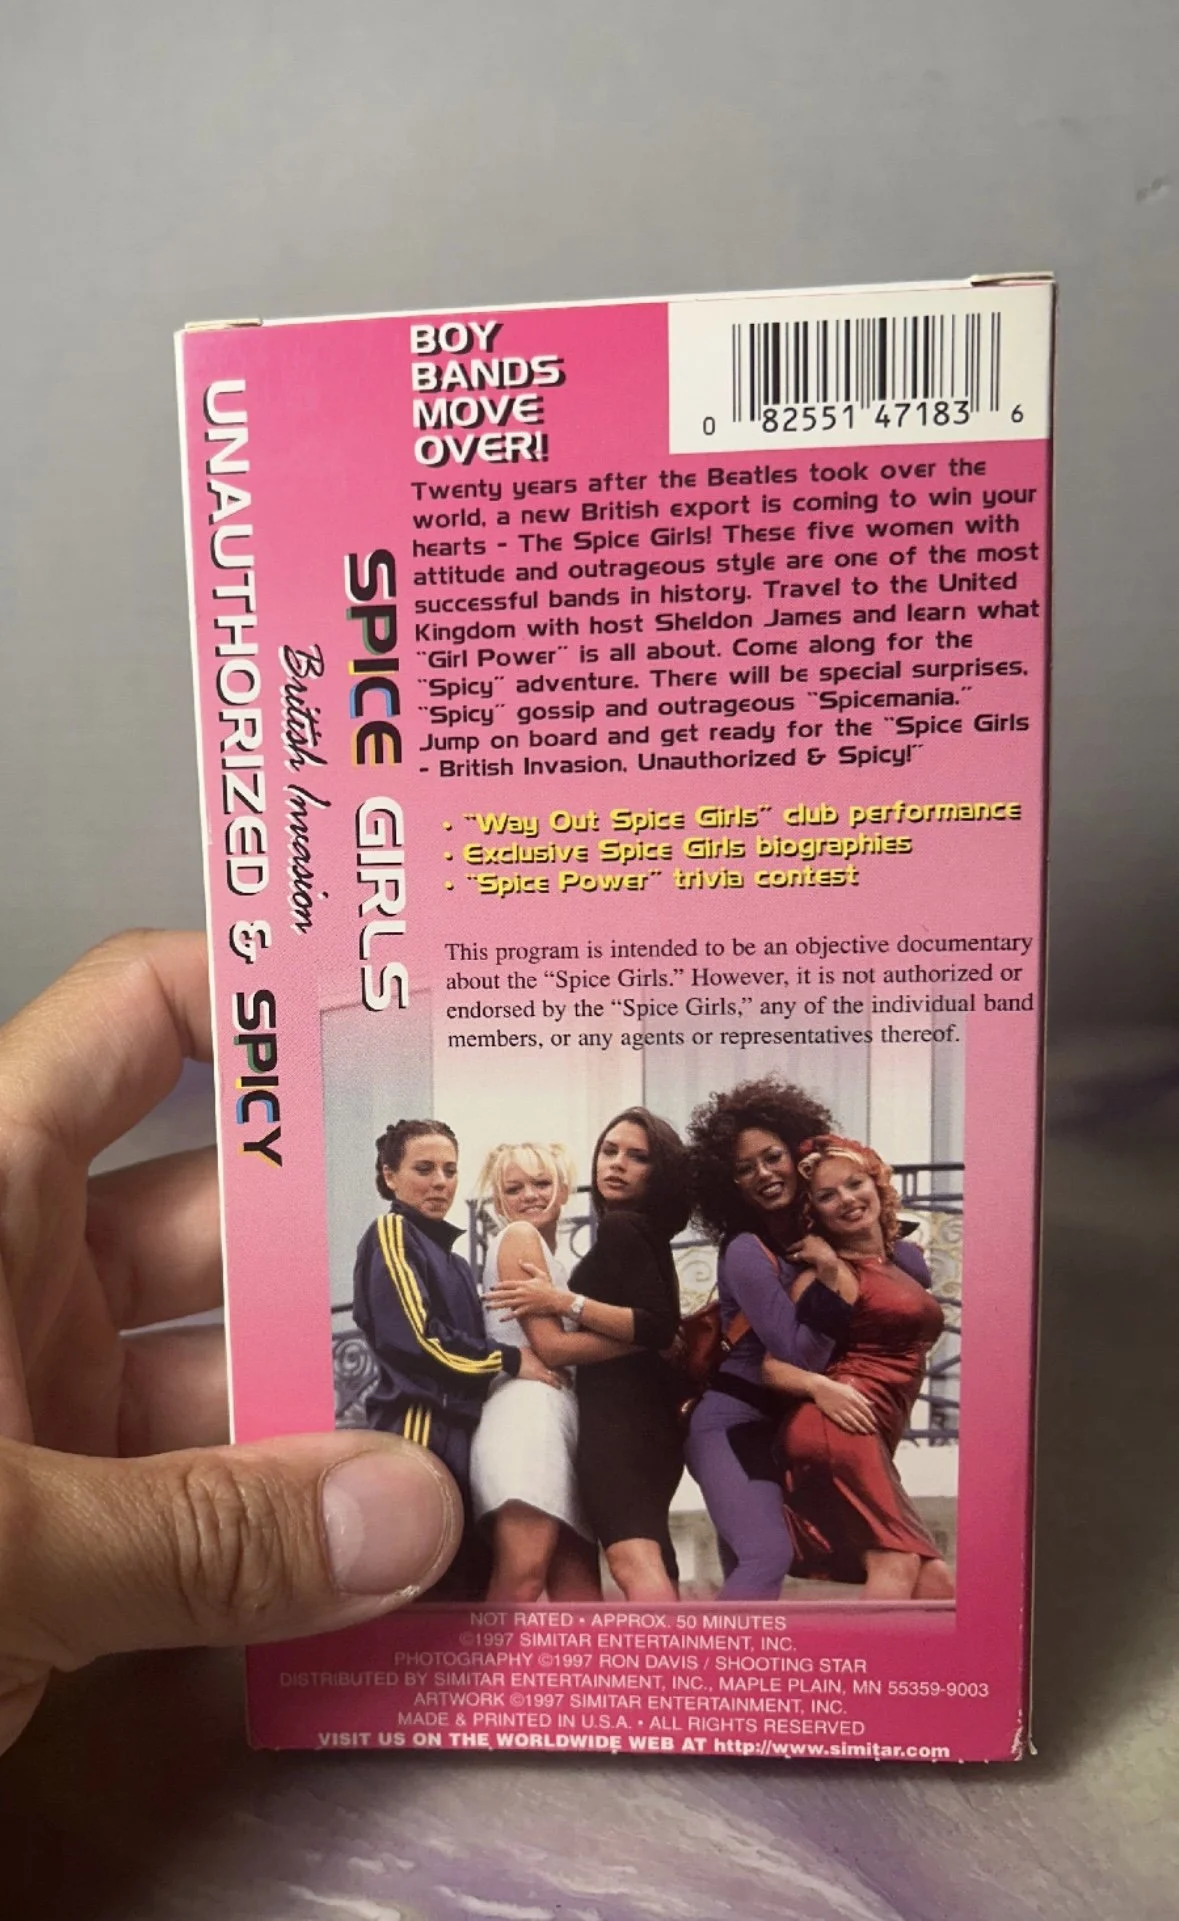 UNAUTHORIZED & SPICY
British Invasion
SPICE GIRLS
BOY
BANDS
MOVE
OVER!
0 82551 47183 6
Twenty years after the Beatles took over the
world, a new British export is coming to win your
hearts - The Spice Girls! These five women with
attitude and outrageous style are one of the most
successful bands in history. Travel to the United
Kingdom with host Sheldon James and learn what
"Girl Power" is all about. Come along for the
"Spicy" adventure. There will be special surprises,
"Spicy" gossip and outrageous "Spicemania."
Jump on board and get ready for the "Spice Girls
- British Invasion, Unauthorized & Spicy!"
• "Way Out Spice Girls" club performance
• Exclusive Spice Girls biographies
• "Spice Power" trivia contest
This program is intended to be an objective documentary
about the “Spice Girls.” However, it is not authorized or
endorsed by the “Spice Girls,” any of the individual band
members, or any agents or representatives thereof.
NOT RATED • APPROX. 50 MINUTES
©1997 SIMITAR ENTERTAINMENT, INC.
PHOTOGRAPHY ©1997 RON DAVIS / SHOOTING STAR
DISTRIBUTED BY SIMITAR ENTERTAINMENT, INC., MAPLE PLAIN, MN 55359-9003
ARTWORK ©1997 SIMITAR ENTERTAINMENT, INC.
MADE & PRINTED IN U.S.A. • ALL RIGHTS RESERVED
VISIT US ON THE WORLDWIDE WEB AT http://www.simitar.com